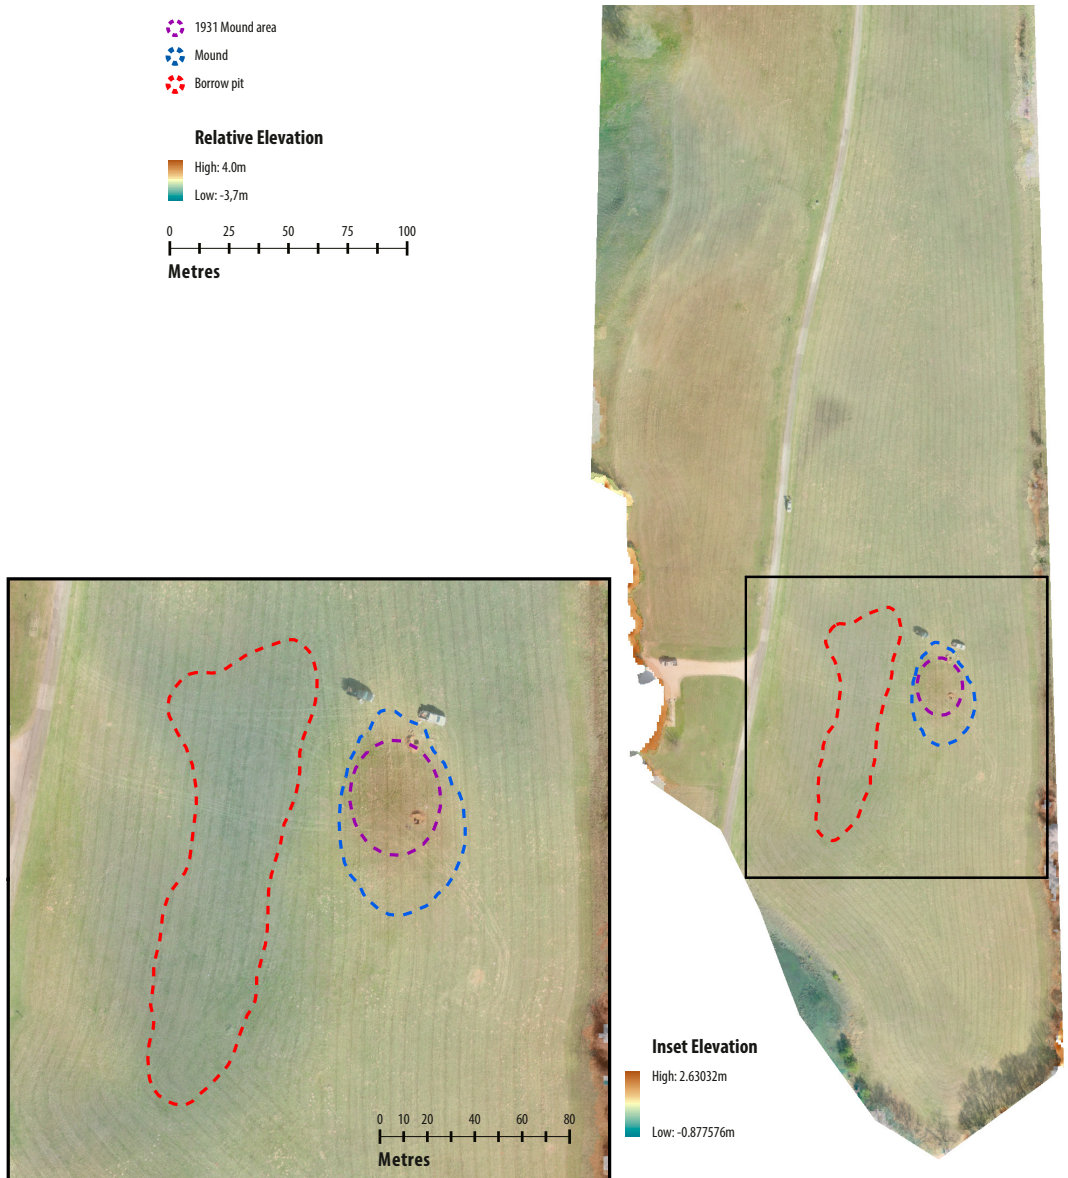 1931 Mound area
Mound
Borrow pit
Relative Elevation
High: 4.0m
Low: -3,7m
0 25 50 75 100
Metres
0 10 20 40 60 80
Metres
Inset Elevation
High: 2.63032m
Low: -0.877576m